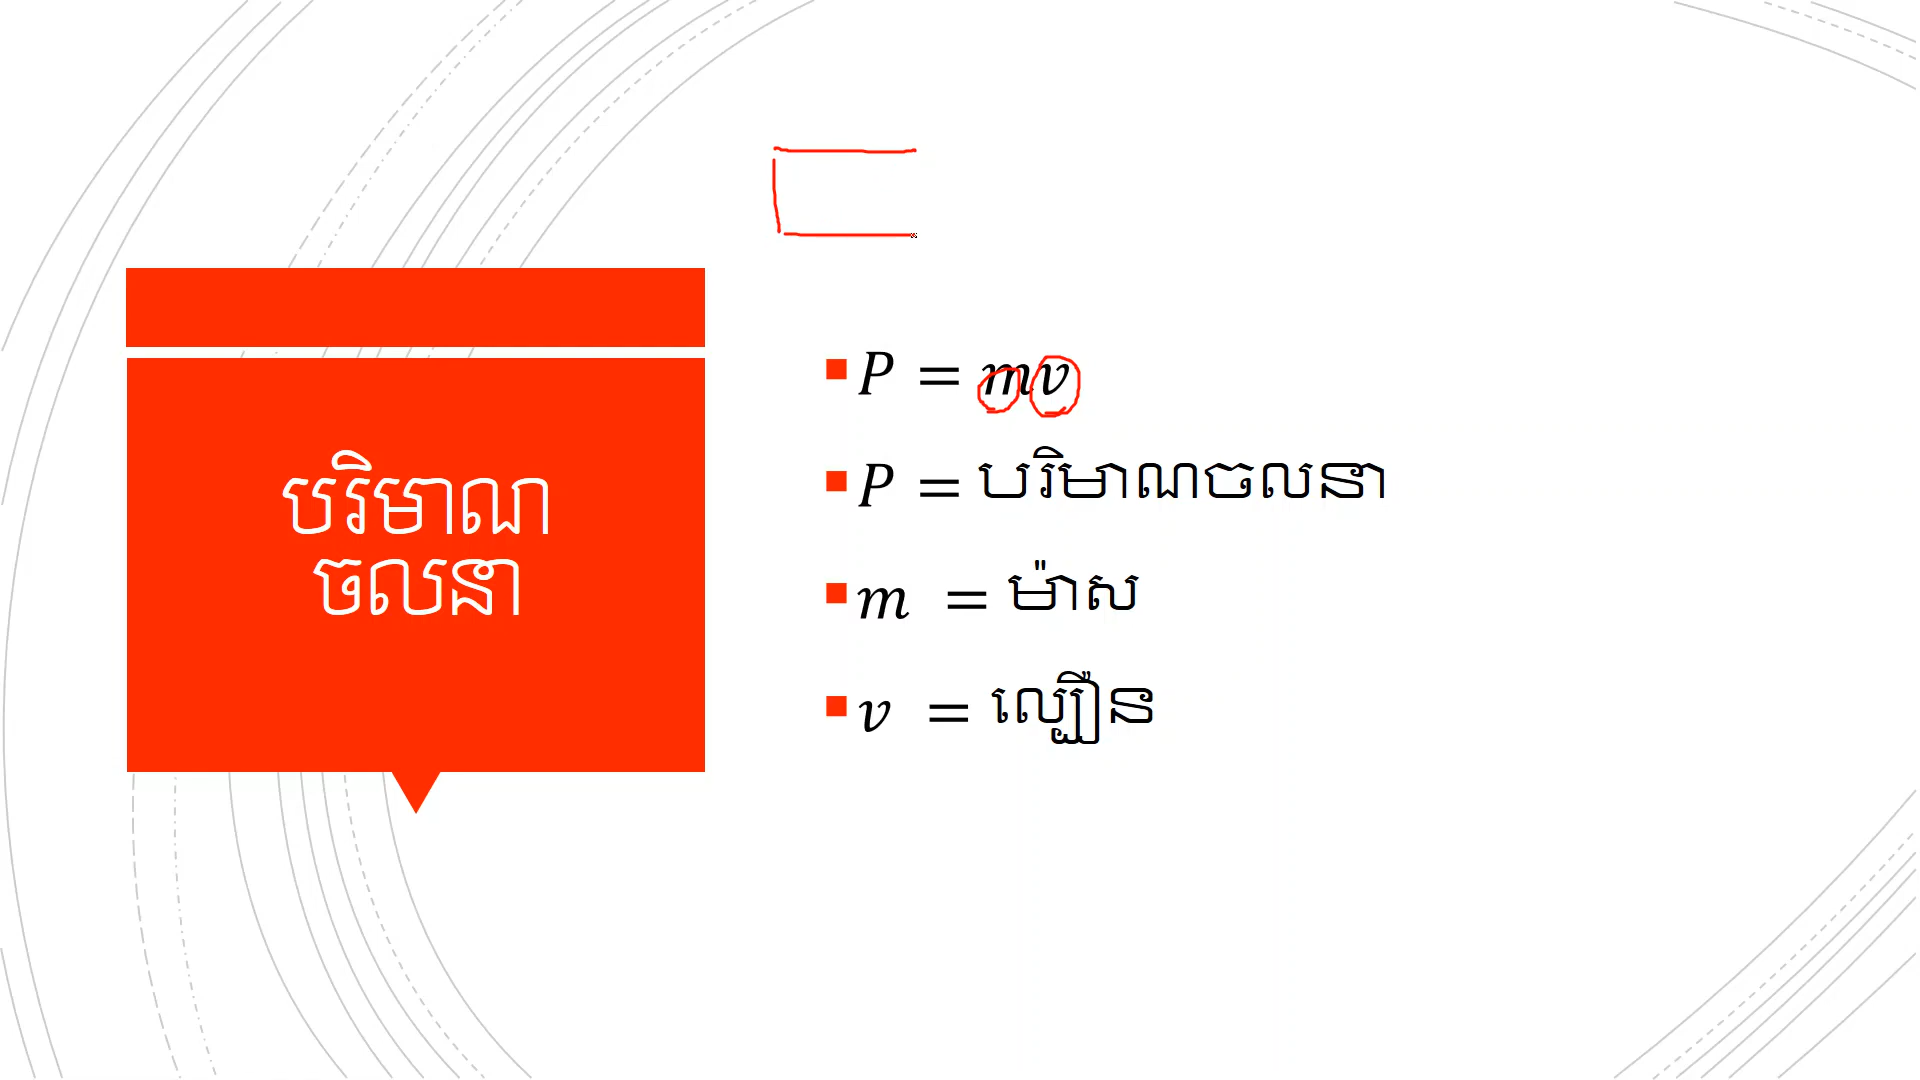 បរិមាណ
ចលនា
P = mv
P = បរិមាណចលនា
m = ម៉ាស
v = ល្បឿន